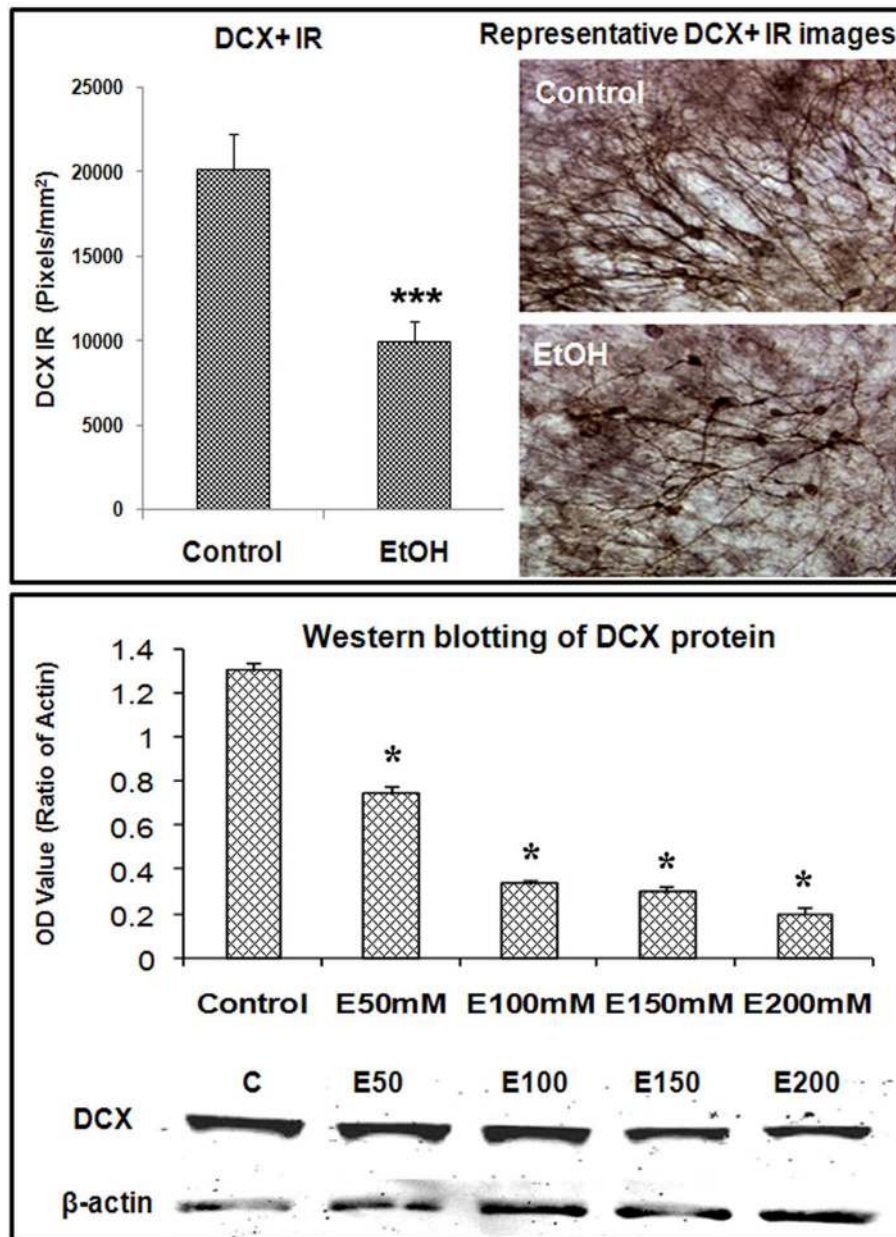 DCX+ IR
Representative DCX+ IR images
DCX IR (Pixels/mm²)
25000
20000
15000
10000
5000
0
***
Control
EtOH
Control
EtOH
Western blotting of DCX protein
OD Value (Ratio of Actin)
1.4
1.2
1
0.8
0.6
0.4
0.2
0
*
*
*
*
Control E50mM E100mM E150mM E200mM
C E50 E100 E150 E200
DCX
β-actin